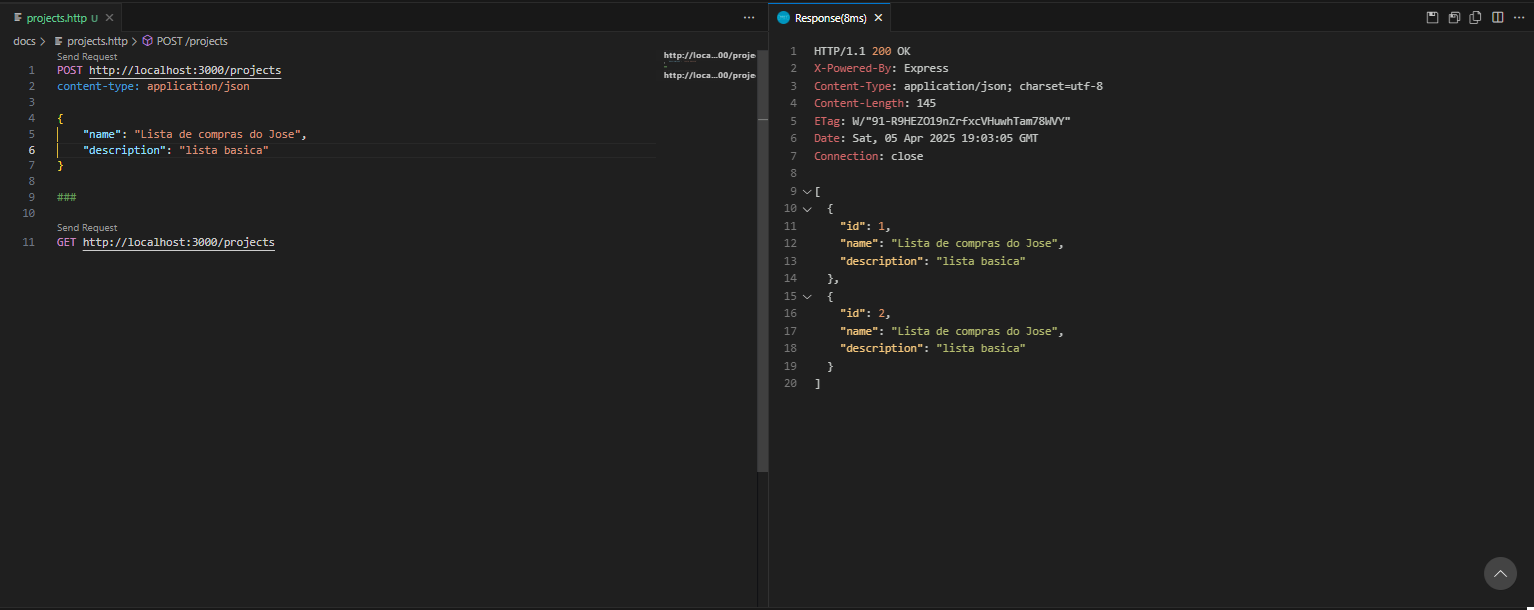 projects.http U
docs > projects.http > POST /projects
Send Request
1 POST http://localhost:3000/projects
2 content-type: application/json
3
4 {
5 "name": "Lista de compras do Jose",
6 "description": "lista basica"
7 }
8
9 ###
10
Send Request
11 GET http://localhost:3000/projects
http://loca...00/proje
http://loca...00/proje
Response(8ms)
1 HTTP/1.1 200 OK
2 X-Powered-By: Express
3 Content-Type: application/json; charset=utf-8
4 Content-Length: 145
5 ETag: W/"91-R9HEZO19nZrfxcVHuwhTam78WVY"
6 Date: Sat, 05 Apr 2025 19:03:05 GMT
7 Connection: close
8
9 [
10 {
11 "id": 1,
12 "name": "Lista de compras do Jose",
13 "description": "lista basica"
14 },
15 {
16 "id": 2,
17 "name": "Lista de compras do Jose",
18 "description": "lista basica"
19 }
20 ]